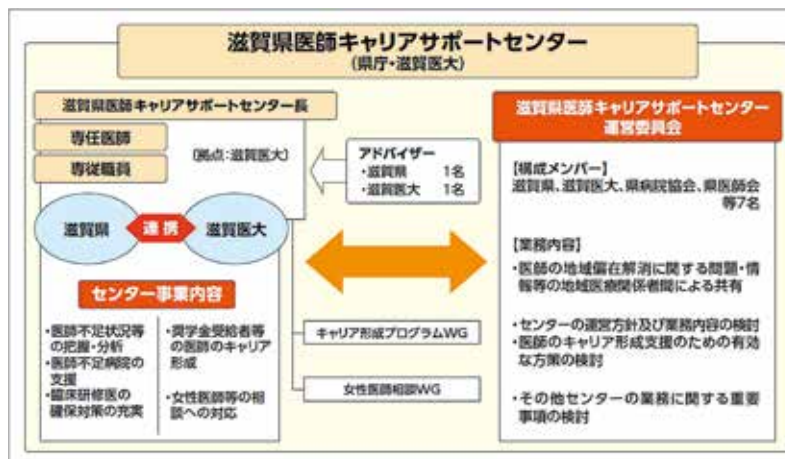 滋賀県医師キャリアサポートセンター
(県庁・滋賀医大)
滋賀県医師キャリアサポートセンター長
専任医師
専従職員
(拠点：滋賀医大)
アドバイザー
・滋賀県 1名
・滋賀医大 1名
滋賀県
連携
滋賀医大
センター事業内容
・医師不足状況等
の把握・分析
・医師不足病院の
支援
・臨床研修医の
確保対策の充実
・奨学金受給者等
の医師のキャリア
形成
・女性医師等の相
談への対応
キャリア形成プログラムWG
女性医師相談WG
滋賀県医師キャリアサポートセンター
運営委員会
【構成メンバー】
滋賀県、滋賀医大、県病院協会、県医師会
等7名
【業務内容】
・医師の地域偏在解消に関する問題・情
報等の地域医療関係者間による共有
・センターの運営方針及び業務内容の検討
・医師のキャリア形成支援のための有効
な方策の検討
・その他センターの業務に関する重要
事項の検討